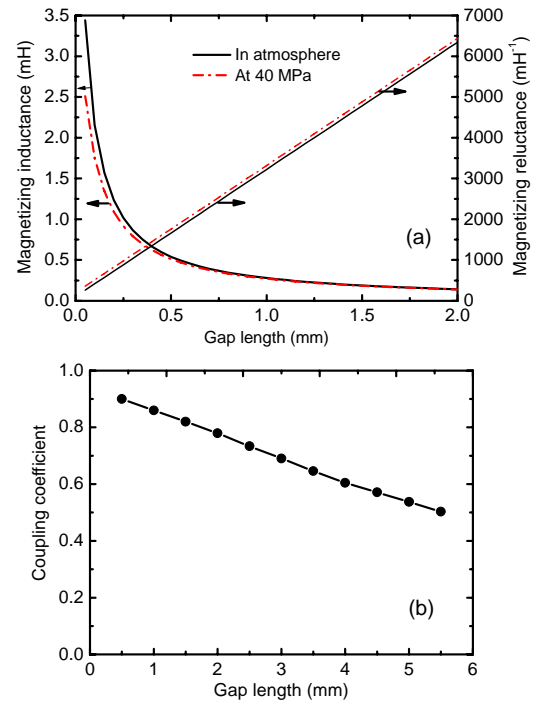 3.5
3.0
2.5
2.0
1.5
1.0
0.5
0.0
Magnetizing inductance (mH)
In atmosphere
At 40 MPa
(a)
7000
6000
5000
4000
3000
2000
1000
0
Magnetizing reluctance (mH⁻¹)
0.0 0.5 1.0 1.5 2.0
Gap length (mm)
1.0
0.8
0.6
0.4
0.2
0.0
Coupling coefficient
(b)
0 1 2 3 4 5 6
Gap length (mm)